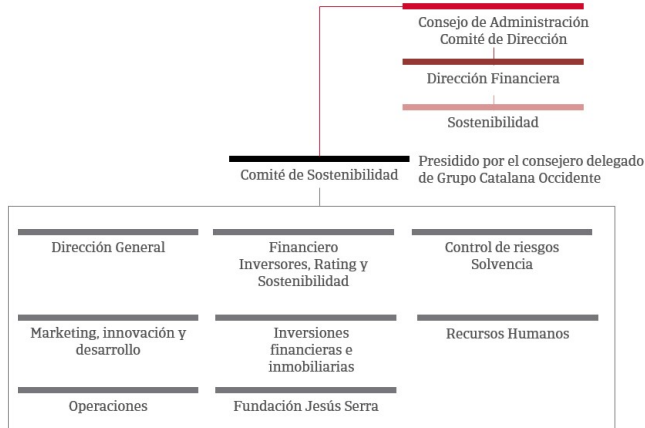 Consejo de Administración
Comité de Dirección
Dirección Financiera
Sostenibilidad
Comité de Sostenibilidad
Presidido por el consejero delegado
de Grupo Catalana Occidente
Dirección General
Financiero
Inversores, Rating y
Sostenibilidad
Control de riesgos
Solvencia
Marketing, innovación y
desarrollo
Inversiones
financieras e
inmobiliarias
Recursos Humanos
Operaciones
Fundación Jesús Serra